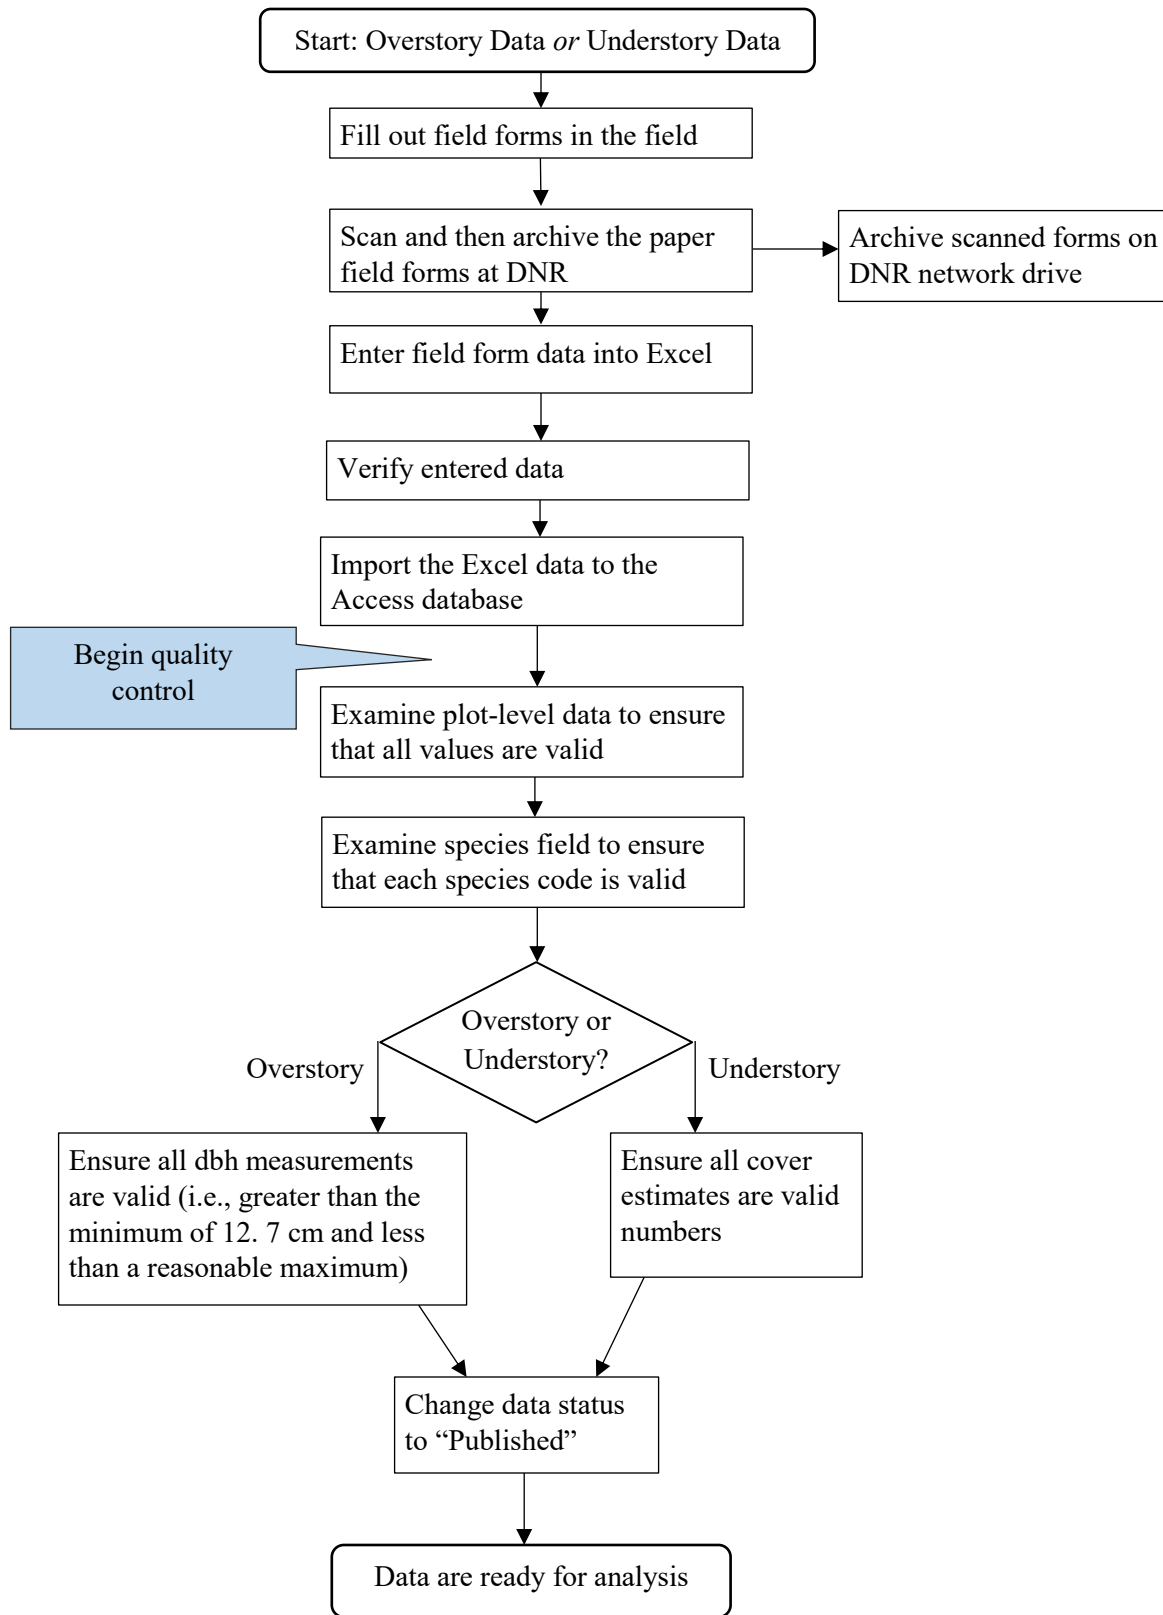 Start: Overstory Data or Understory Data
Fill out field forms in the field
Scan and then archive the paper
field forms at DNR
Archive scanned forms on
DNR network drive
Enter field form data into Excel
Verify entered data
Import the Excel data to the
Access database
Begin quality
control
Examine plot-level data to ensure
that all values are valid
Examine species field to ensure
that each species code is valid
Overstory or
Understory?
Overstory
Understory
Ensure all dbh measurements
are valid (i.e., greater than the
minimum of 12. 7 cm and less
than a reasonable maximum)
Ensure all cover
estimates are valid
numbers
Change data status
to “Published”
Data are ready for analysis